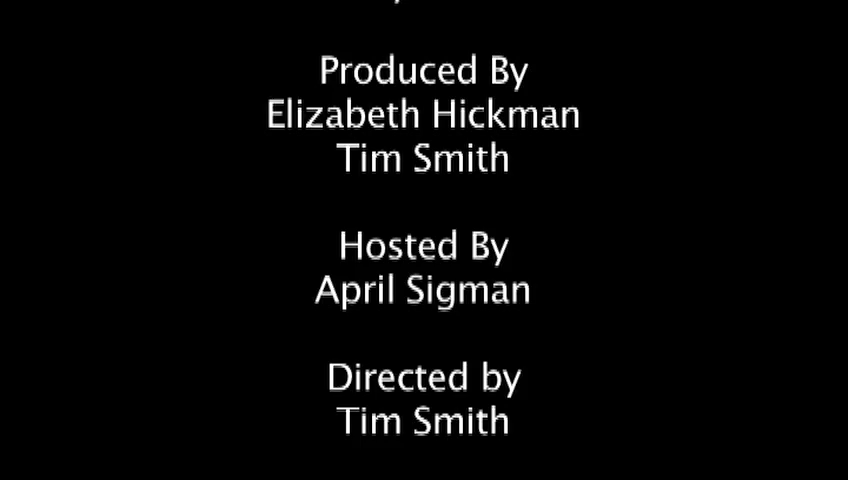 Produced By
Elizabeth Hickman
Tim Smith
Hosted By
April Sigman
Directed by
Tim Smith